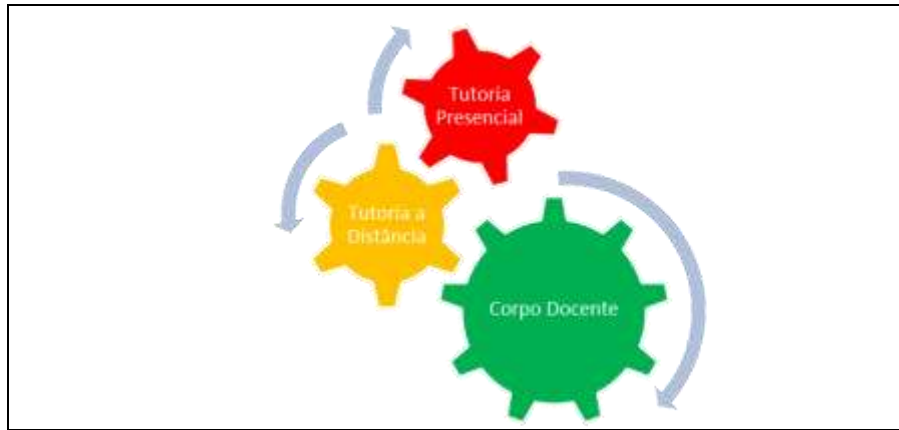 Tutoria
Presencial
Tutoria a
Distância
Corpo Docente